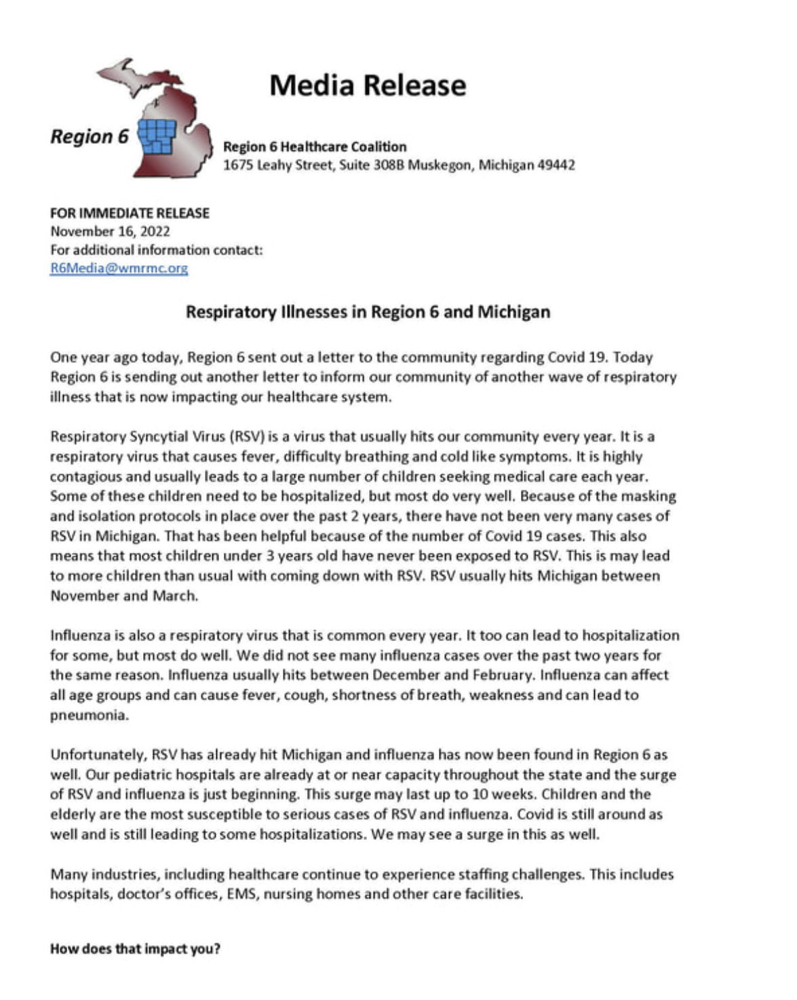 Media Release
Region 6
Region 6 Healthcare Coalition
1675 Leahy Street, Suite 308B Muskegon, Michigan 49442
FOR IMMEDIATE RELEASE
November 16, 2022
For additional information contact:
R6Media@wmrmc.org
Respiratory Illnesses in Region 6 and Michigan
One year ago today, Region 6 sent out a letter to the community regarding Covid 19. Today
Region 6 is sending out another letter to inform our community of another wave of respiratory
illness that is now impacting our healthcare system.
Respiratory Syncytial Virus (RSV) is a virus that usually hits our community every year. It is a
respiratory virus that causes fever, difficulty breathing and cold like symptoms. It is highly
contagious and usually leads to a large number of children seeking medical care each year.
Some of these children need to be hospitalized, but most do very well. Because of the masking
and isolation protocols in place over the past 2 years, there have not been very many cases of
RSV in Michigan. That has been helpful because of the number of Covid 19 cases. This also
means that most children under 3 years old have never been exposed to RSV. This is may lead
to more children than usual with coming down with RSV. RSV usually hits Michigan between
November and March.
Influenza is also a respiratory virus that is common every year. It too can lead to hospitalization
for some, but most do well. We did not see many influenza cases over the past two years for
the same reason. Influenza usually hits between December and February. Influenza can affect
all age groups and can cause fever, cough, shortness of breath, weakness and can lead to
pneumonia.
Unfortunately, RSV has already hit Michigan and influenza has now been found in Region 6 as
well. Our pediatric hospitals are already at or near capacity throughout the state and the surge
of RSV and influenza is just beginning. This surge may last up to 10 weeks. Children and the
elderly are the most susceptible to serious cases of RSV and influenza. Covid is still around as
well and is still leading to some hospitalizations. We may see a surge in this as well.
Many industries, including healthcare continue to experience staffing challenges. This includes
hospitals, doctor's offices, EMS, nursing homes and other care facilities.
How does that impact you?